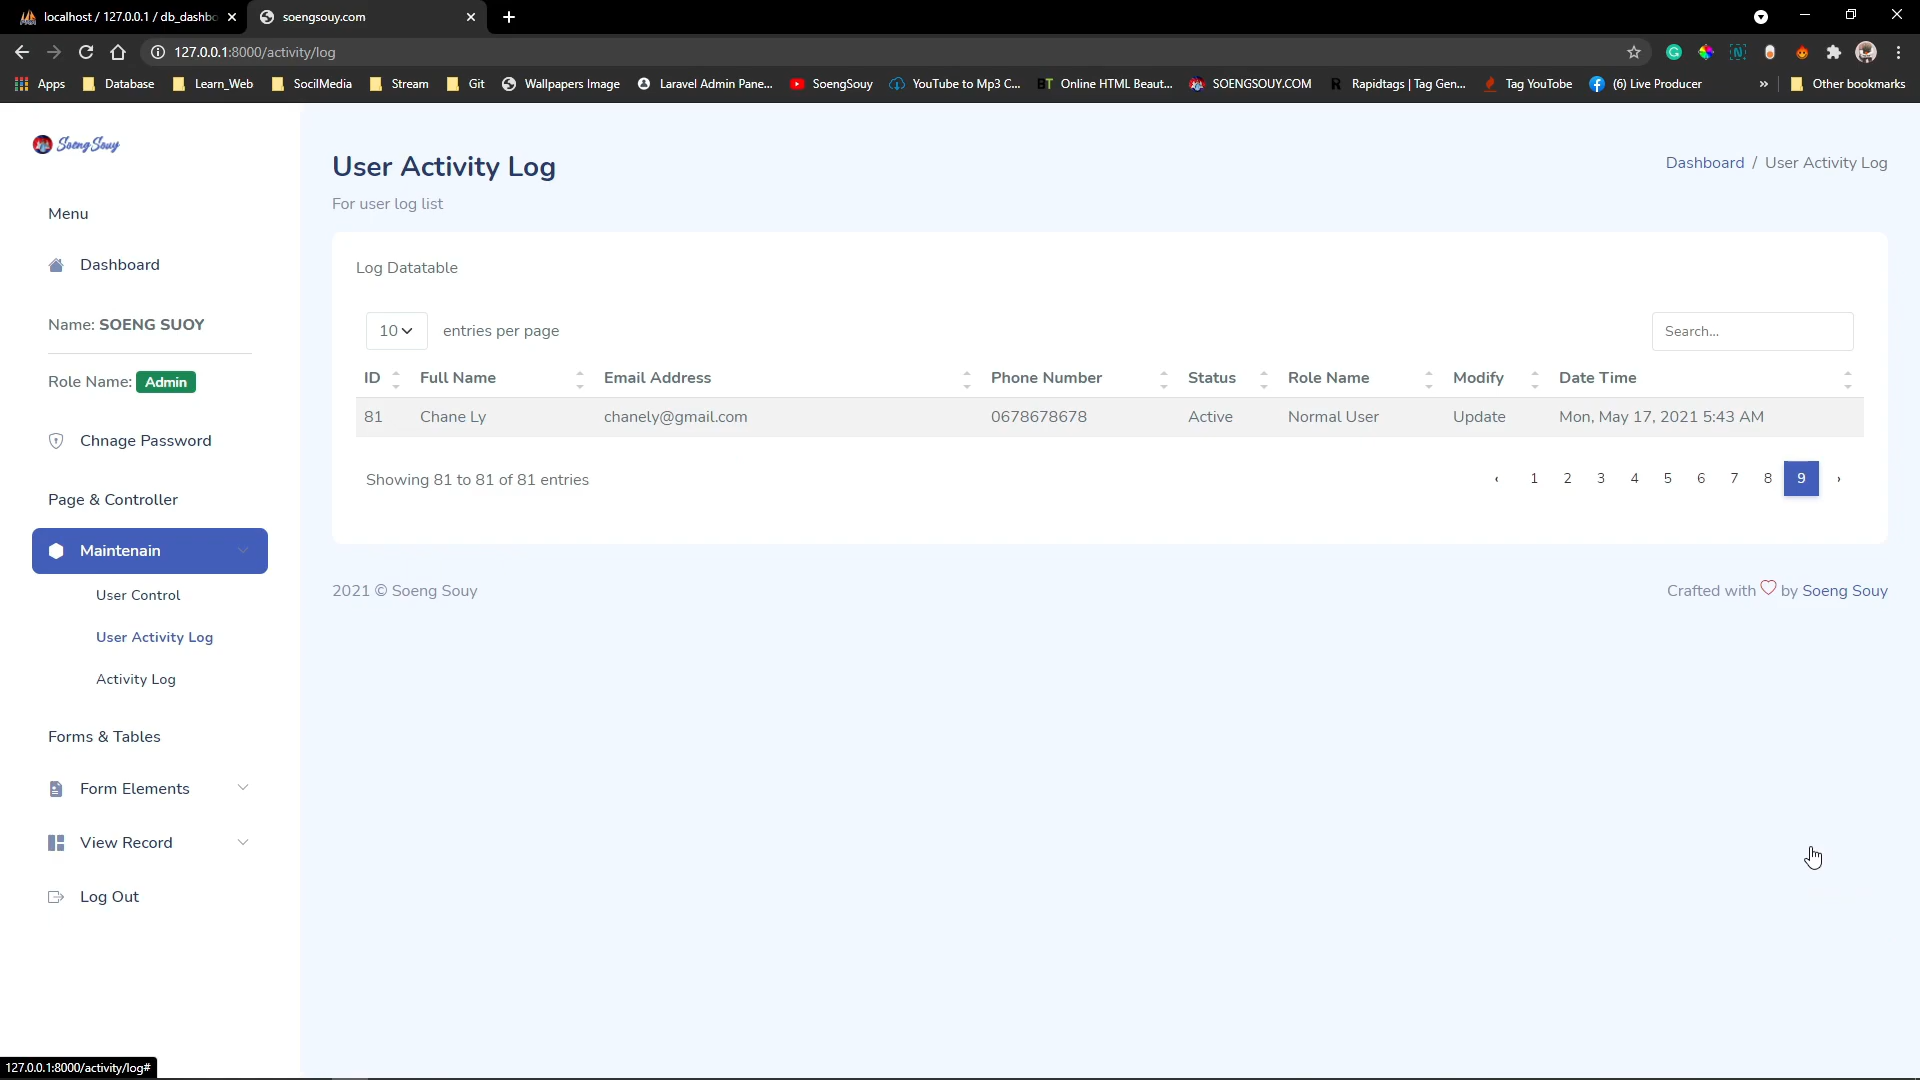 localhost / 127.0.0.1 / db_dashbo
soengsouy.com
127.0.0.1:8000/activity/log
Apps
Database
Learn_Web
SocilMedia
Stream
Git
Wallpapers Image
Laravel Admin Pane...
SoengSouy
YouTube to Mp3 C...
BT Online HTML Beaut...
SOENGSOUY.COM
R Rapidtags | Tag Gen...
Tag YouTube
(6) Live Producer
»
Other bookmarks
SoengSouy
Menu
Dashboard
Name: SOENG SUOY
Role Name: Admin
Chnage Password
Page & Controller
Maintenain
User Control
User Activity Log
Activity Log
Forms & Tables
Form Elements
View Record
Log Out
User Activity Log
For user log list
Dashboard / User Activity Log
Log Datatable
10 entries per page
Search...
ID Full Name Email Address Phone Number Status Role Name Modify Date Time
81 Chane Ly chanely@gmail.com 0678678678 Active Normal User Update Mon, May 17, 2021 5:43 AM
Showing 81 to 81 of 81 entries
‹ 1 2 3 4 5 6 7 8 9 ›
2021 © Soeng Souy
Crafted with ♡ by Soeng Souy
127.0.0.1:8000/activity/log#